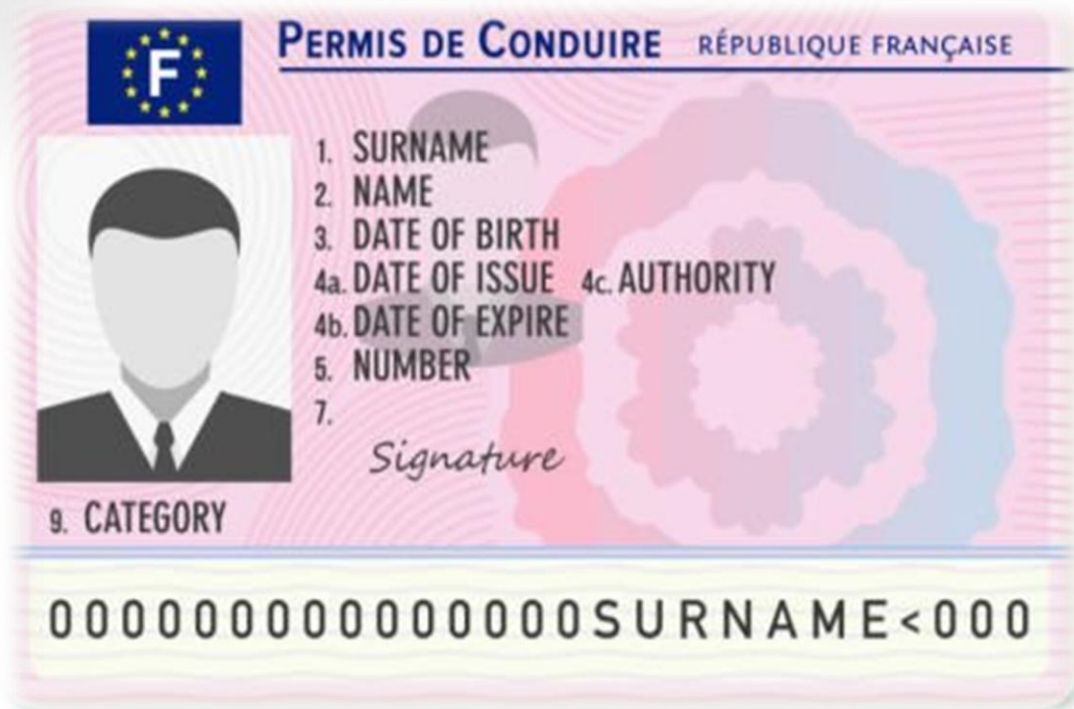 F
PERMIS DE CONDUIRE RÉPUBLIQUE FRANÇAISE
1. SURNAME
2. NAME
3. DATE OF BIRTH
4a. DATE OF ISSUE 4c. AUTHORITY
4b. DATE OF EXPIRE
5. NUMBER
7.
Signature
9. CATEGORY
000000000000000SURNAME<000